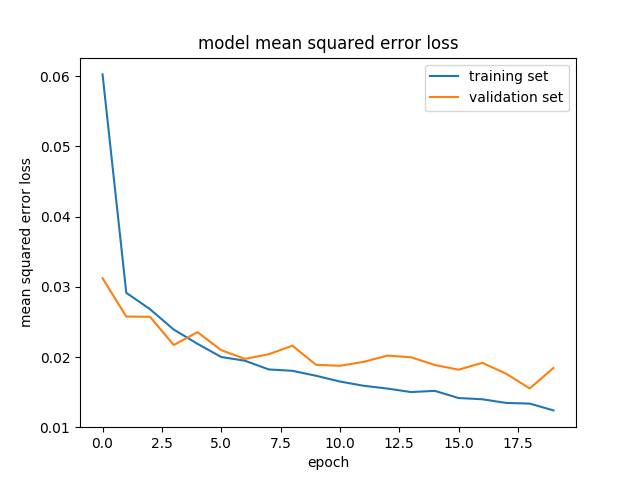 model mean squared error loss
training set
validation set
mean squared error loss
0.06
0.05
0.04
0.03
0.02
0.01
0.0 2.5 5.0 7.5 10.0 12.5 15.0 17.5
epoch